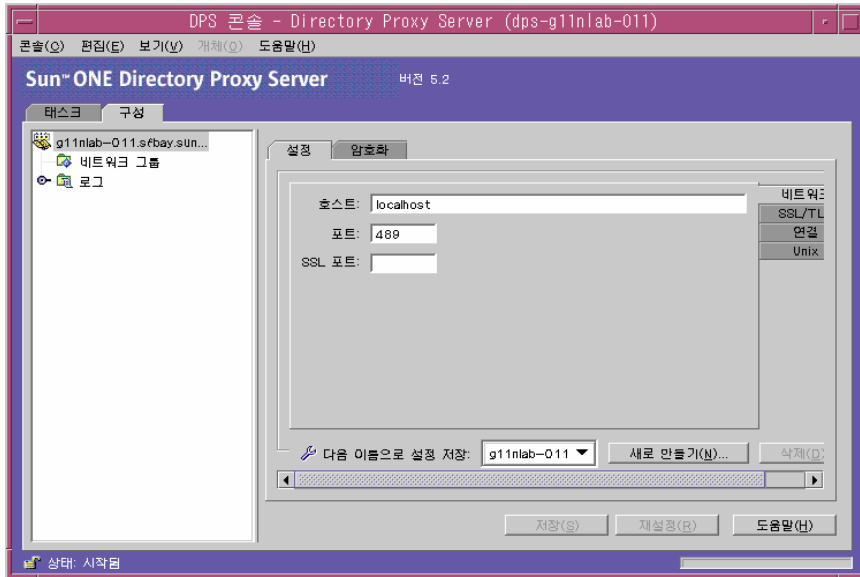 DPS 콘솔 - Directory Proxy Server (dps-g11nlab-011)
콘솔(O) 편집(E) 보기(V) 개체(O) 도움말(H)
Sun™ ONE Directory Proxy Server 버전 5.2
태스크 구성
g11nlab-011.sfbay.sun...
네트워크 그룹
로그
설정 암호화
호스트: localhost
포트: 489
SSL 포트:
네트워크
SSL/TL
연결
Unix
다음 이름으로 설정 저장: g11nlab-011 새로 만들기(N)... 삭제(D)
저장(S) 재설정(R) 도움말(H)
상태: 시작됨